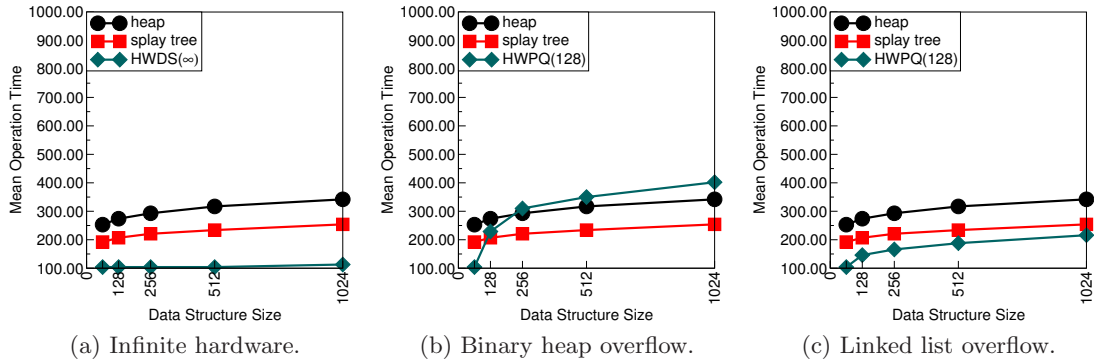 1000.00
900.00
800.00
700.00
600.00
500.00
400.00
300.00
200.00
100.00
Mean Operation Time
heap
splay tree
HWDS(∞)
0
128
256
512
1024
Data Structure Size
(a) Infinite hardware.
1000.00
900.00
800.00
700.00
600.00
500.00
400.00
300.00
200.00
100.00
Mean Operation Time
heap
splay tree
HWPQ(128)
0
128
256
512
1024
Data Structure Size
(b) Binary heap overflow.
1000.00
900.00
800.00
700.00
600.00
500.00
400.00
300.00
200.00
100.00
Mean Operation Time
heap
splay tree
HWPQ(128)
0
128
256
512
1024
Data Structure Size
(c) Linked list overflow.